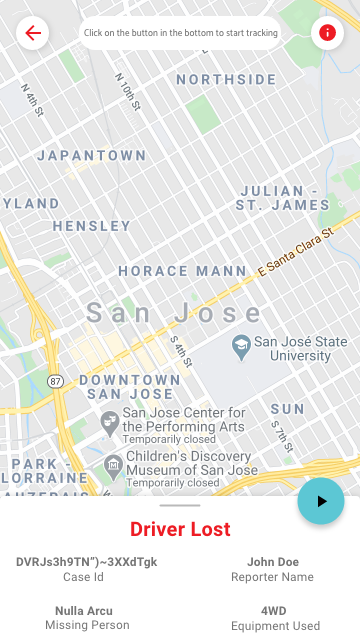 Click on the button in the bottom to start tracking
NORTHSIDE
N 4th St
N 10th St
JAPANTOWN
JULIAN -
ST. JAMES
YLAND
HENSLEY
E Santa Clara St
HORACE MANN
San Jose
S 4th St
San José State
University
87
DOWNTOWN
SAN JOSE
SUN
San Jose Center for
the Performing Arts
Temporarily closed
S 7th St
Children's Discovery
Museum of San Jose
Temporarily closed
PARK -
LORRAINE
AUZERAIS
Driver Lost
DVRJs3h9TN”)~3XXdTgk
Case Id
John Doe
Reporter Name
Nulla Arcu
Missing Person
4WD
Equipment Used